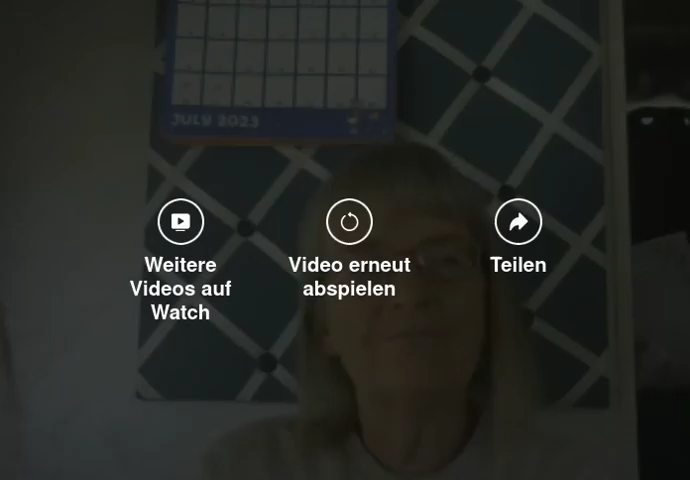 JULY 2023
Weitere
Videos auf
Watch
Video erneut
abspielen
Teilen